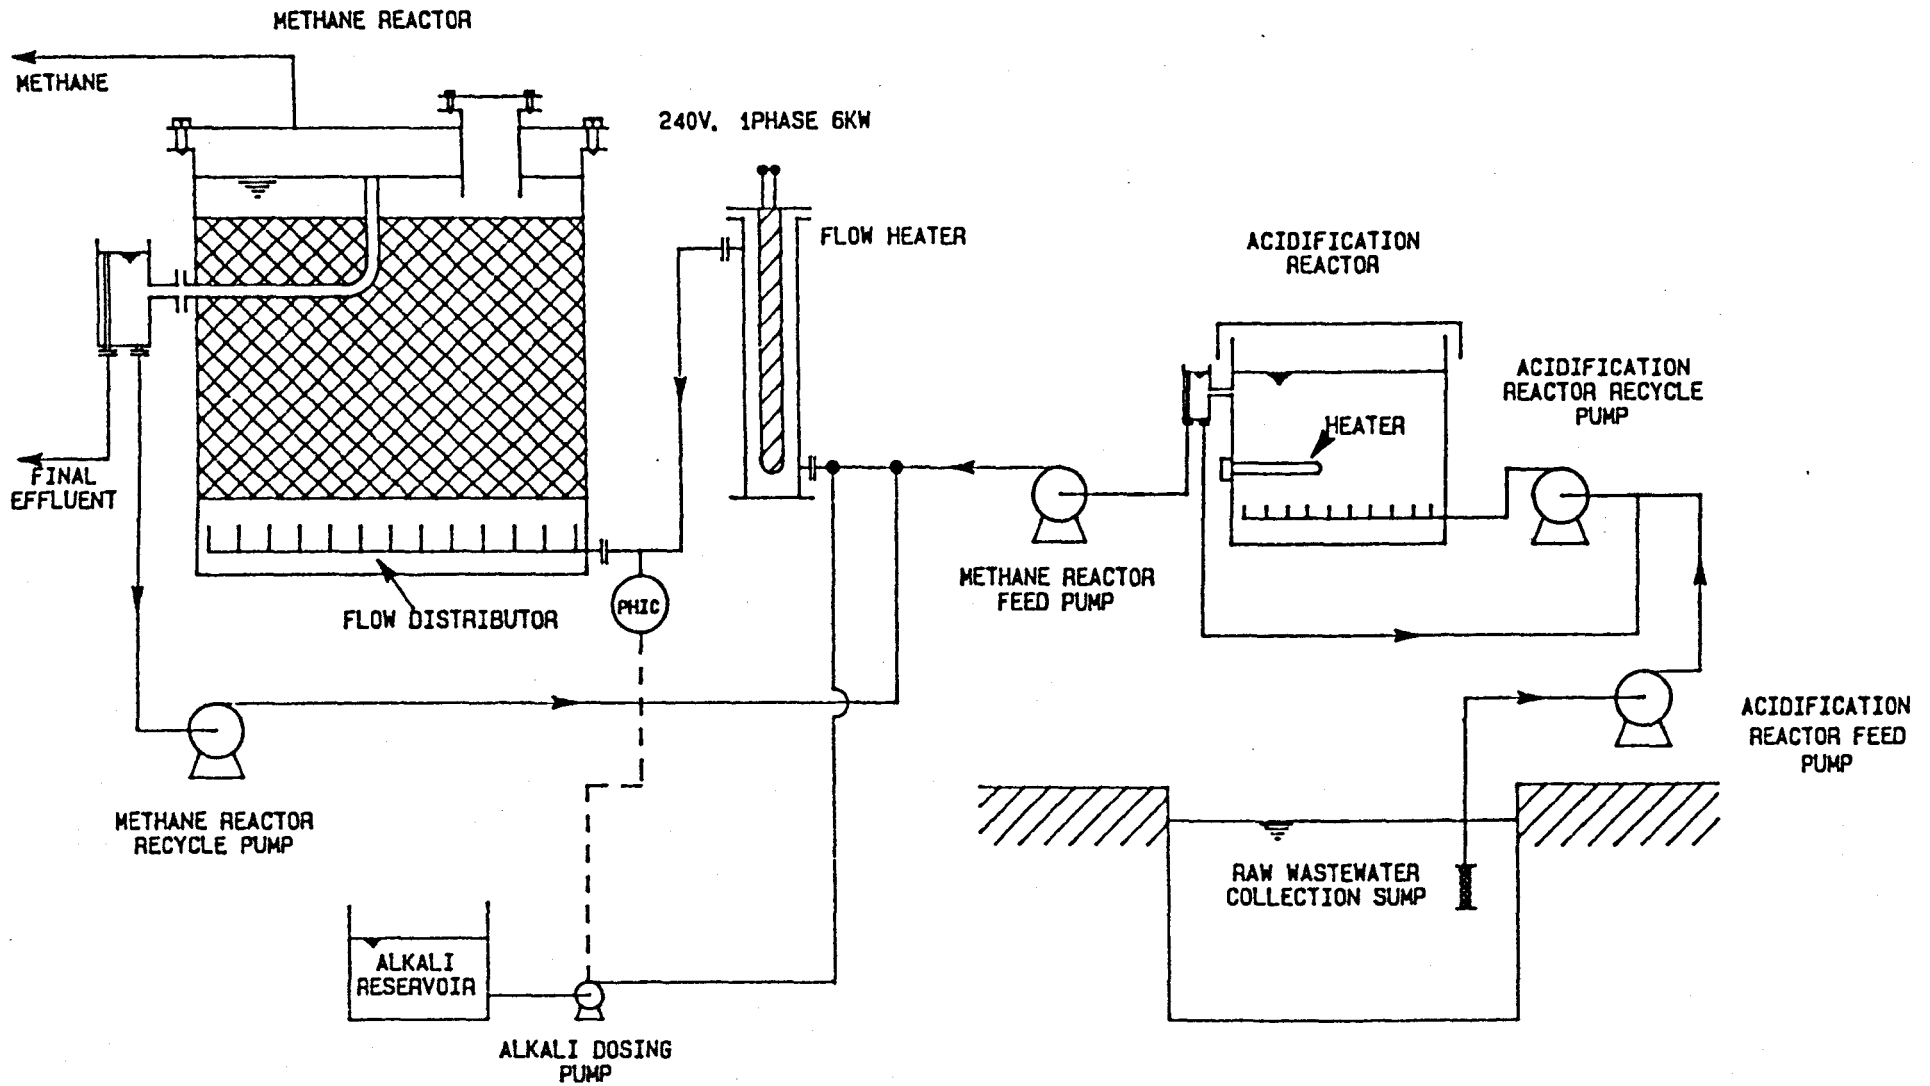 METHANE REACTOR
METHANE
240V. 1PHASE 6KW
FLOW HEATER
ACIDIFICATION
REACTOR
ACIDIFICATION
REACTOR RECYCLE
PUMP
HEATER
FINAL
EFFLUENT
FLOW DISTRIBUTOR
PHIC
METHANE REACTOR
FEED PUMP
ACIDIFICATION
REACTOR FEED
PUMP
METHANE REACTOR
RECYCLE PUMP
RAW WASTEWATER
COLLECTION SUMP
ALKALI
RESERVOIR
ALKALI DOSING
PUMP